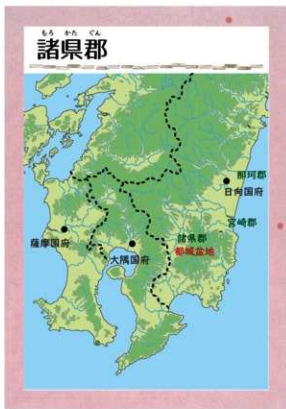 もろ かた ぐん
諸県郡
那珂郡
日向国府
宮崎郡
薩摩国府
諸県郡
大隅国府
都城盆地